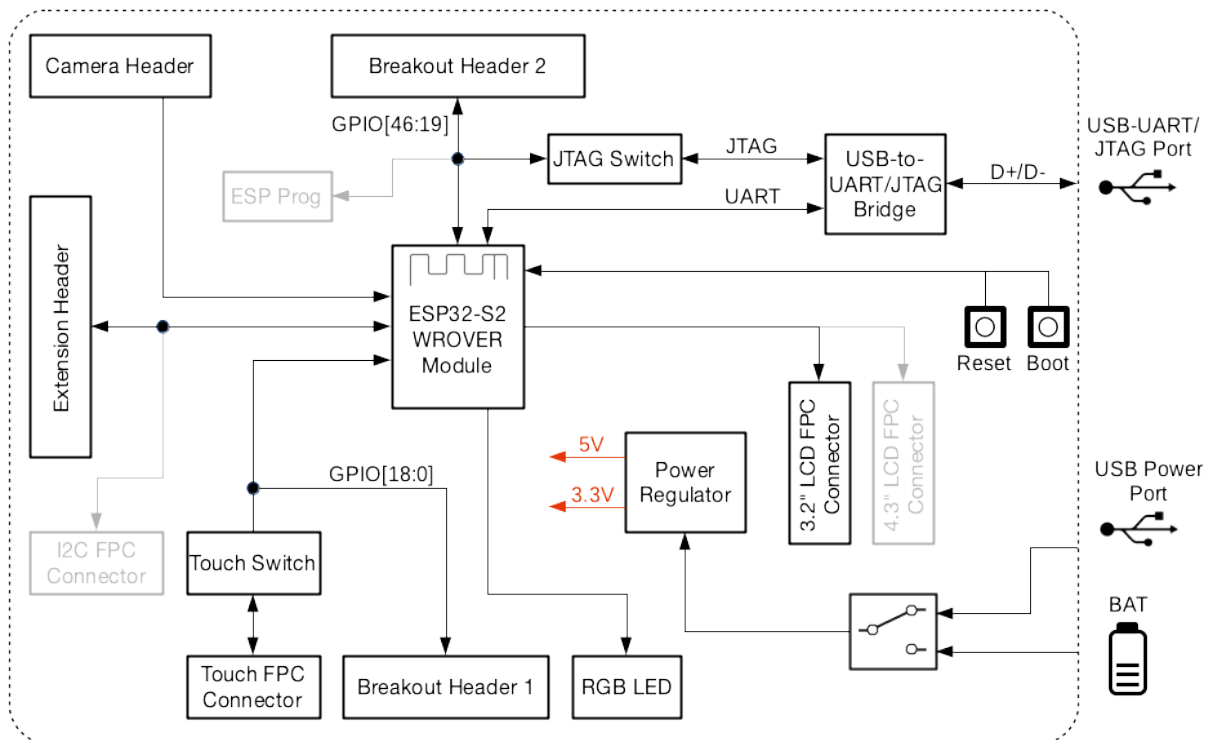 Camera Header
Breakout Header 2
GPIO[46:19]
USB-UART/
JTAG Port
JTAG Switch
JTAG
USB-to-
UART/JTAG
Bridge
D+/D-
ESP Prog
UART
Extension Header
ESP32-S2
WROVER
Module
Reset
Boot
3.2" LCD FPC
Connector
4.3" LCD FPC
Connector
5V
3.3V
Power
Regulator
USB Power
Port
GPIO[18:0]
I2C FPC
Connector
Touch Switch
BAT
Touch FPC
Connector
Breakout Header 1
RGB LED